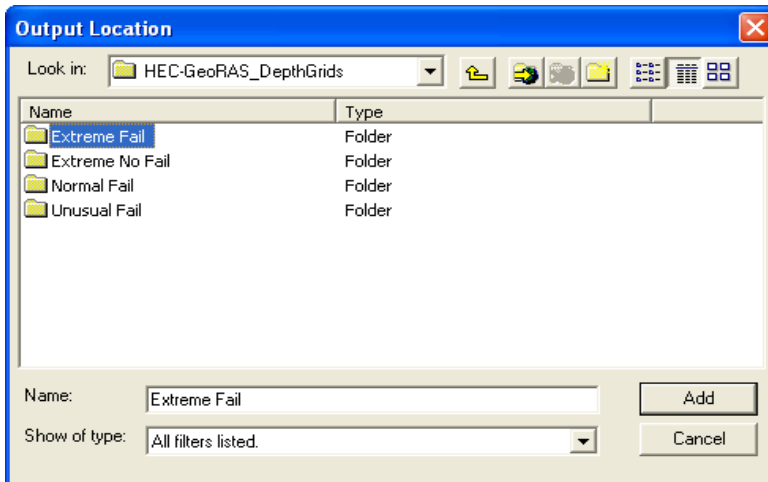 Output Location
Look in: HEC-GeoRAS_DepthGrids
Name Type
Extreme Fail Folder
Extreme No Fail Folder
Normal Fail Folder
Unusual Fail Folder
Name: Extreme Fail Add
Show of type: All filters listed. Cancel